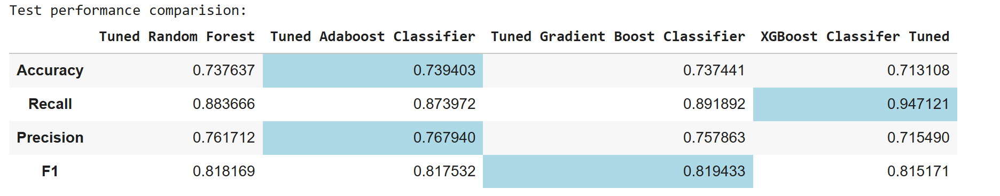 Test performance comparision:
Tuned Random Forest Tuned Adaboost Classifier Tuned Gradient Boost Classifier XGBoost Classifer Tuned
Accuracy 0.737637 0.739403 0.737441 0.713108
Recall 0.883666 0.873972 0.891892 0.947121
Precision 0.761712 0.767940 0.757863 0.715490
F1 0.818169 0.817532 0.819433 0.815171